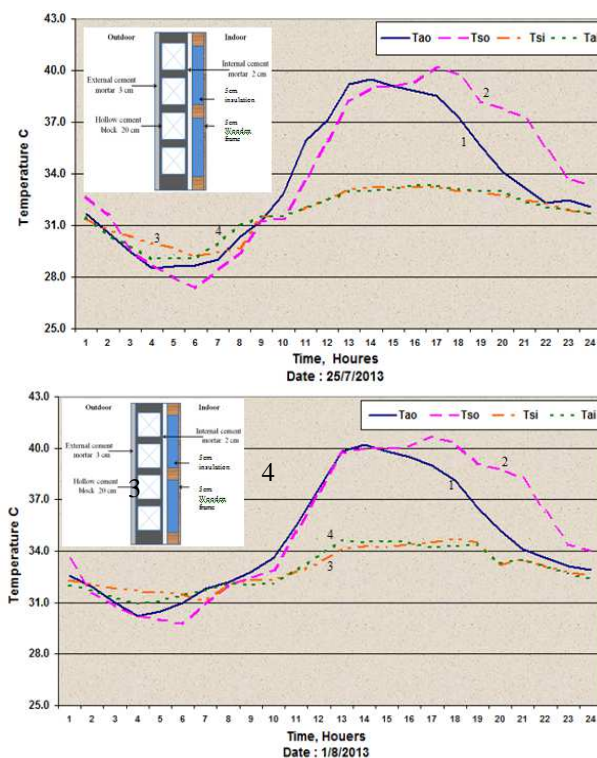 43.0
Tao Tso Tsi Tai
Outdoor Indoor
External cement mortar 3 cm
Internal cement mortar 2 cm
5cm insulation
Hollow cement block 20 cm
5cm Wooden frame
40.0
37.0
34.0
31.0
28.0
25.0
Temperature C
2
1
3
4
1 2 3 4 5 6 7 8 9 10 11 12 13 14 15 16 17 18 19 20 21 22 23 24
Time, Houres
Date : 25/7/2013
43.0
Tao Tso Tsi Tai
Outdoor Indoor
External cement mortar 3 cm
Internal cement mortar 2 cm
5cm insulation
Hollow cement block 20 cm
5cm Wooden frame
3
4
40.0
37.0
34.0
31.0
28.0
25.0
Temperature C
2
1
4
3
1 2 3 4 5 6 7 8 9 10 11 12 13 14 15 16 17 18 19 20 21 22 23 24
Time, Houers
Date : 1/8/2013